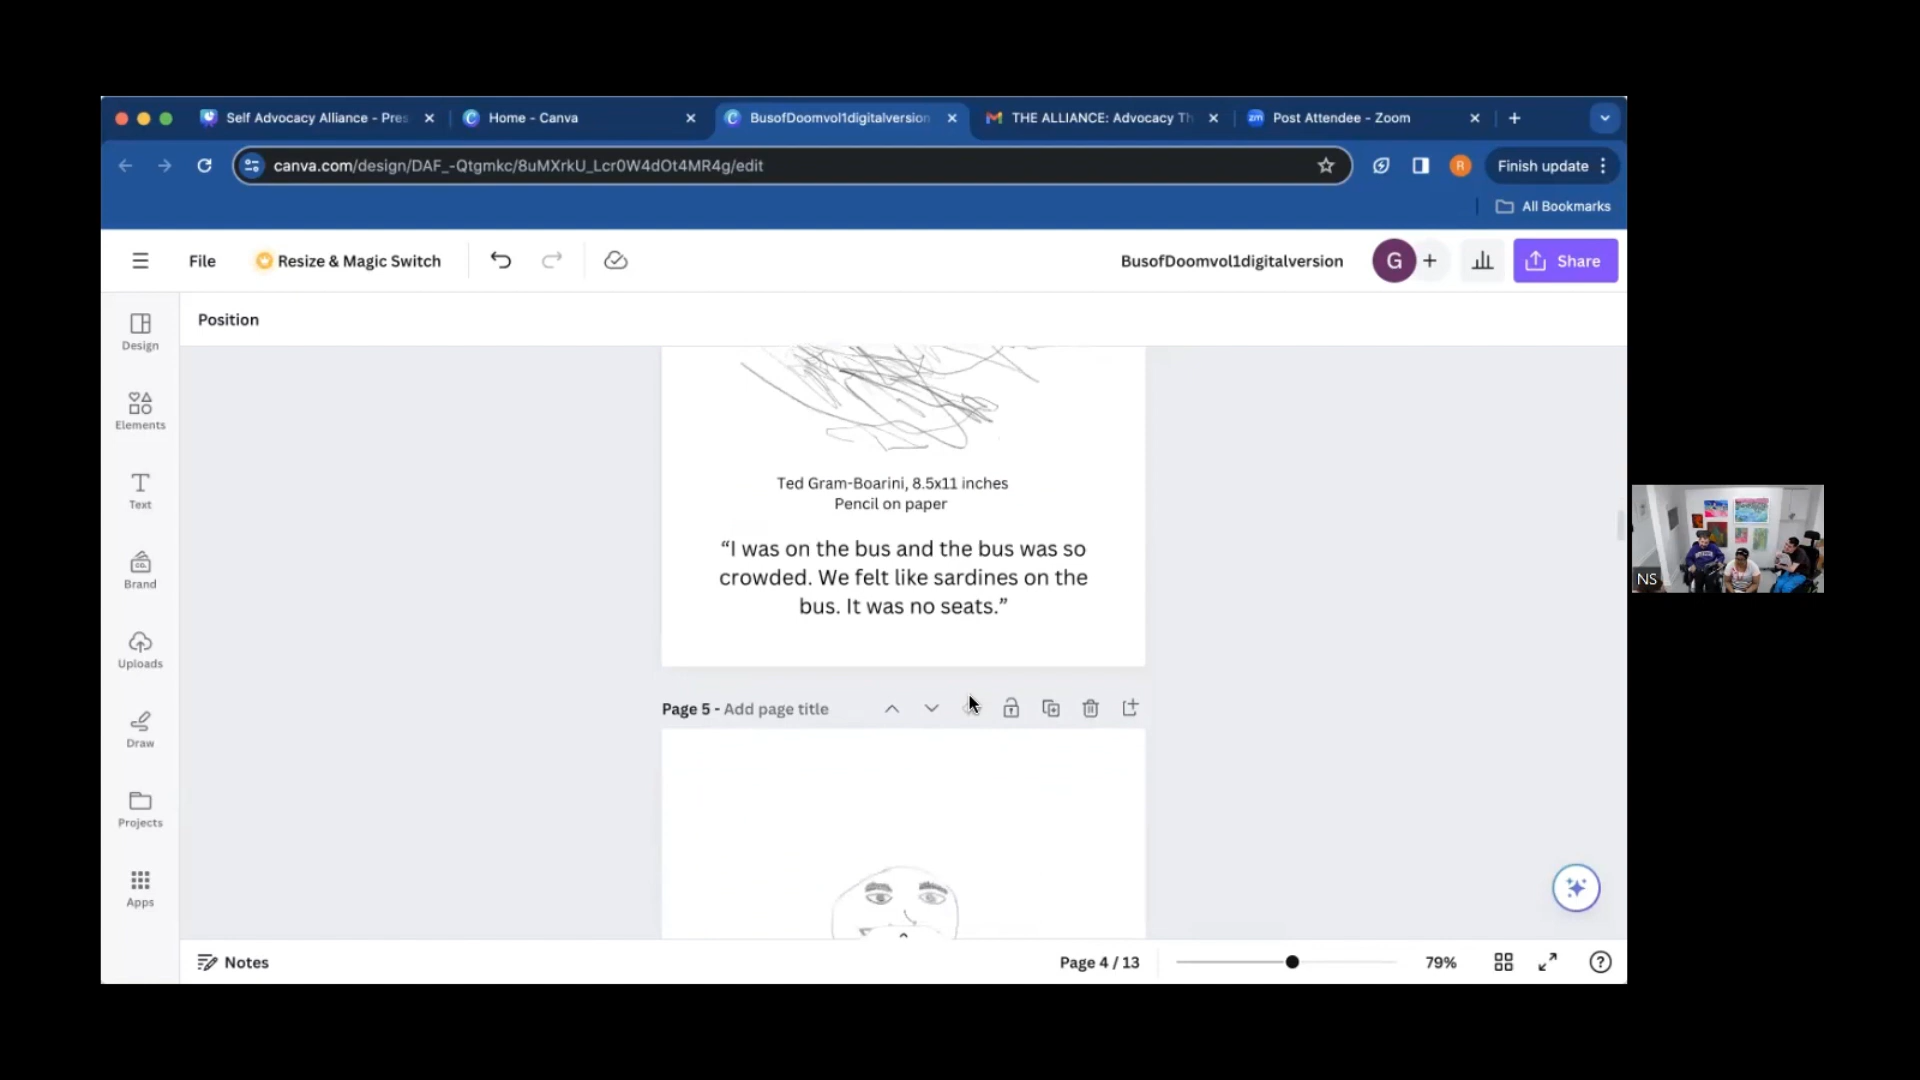 Self Advocacy Alliance - Pres
Home - Canva
BusofDoomvol1digitalversion
THE ALLIANCE: Advocacy Th
zm Post Attendee - Zoom
canva.com/design/DAF_-Qtgmkc/8uMXrkU_Lcr0W4dOt4MR4g/edit
R
Finish update
All Bookmarks
File
Resize & Magic Switch
BusofDoomvol1digitalversion
G
Share
Position
Design
Elements
Text
Brand
Uploads
Draw
Projects
Apps
Ted Gram-Boarini, 8.5x11 inches
Pencil on paper
“I was on the bus and the bus was so
crowded. We felt like sardines on the
bus. It was no seats.”
Page 5 - Add page title
Notes
Page 4 / 13
79%
NS